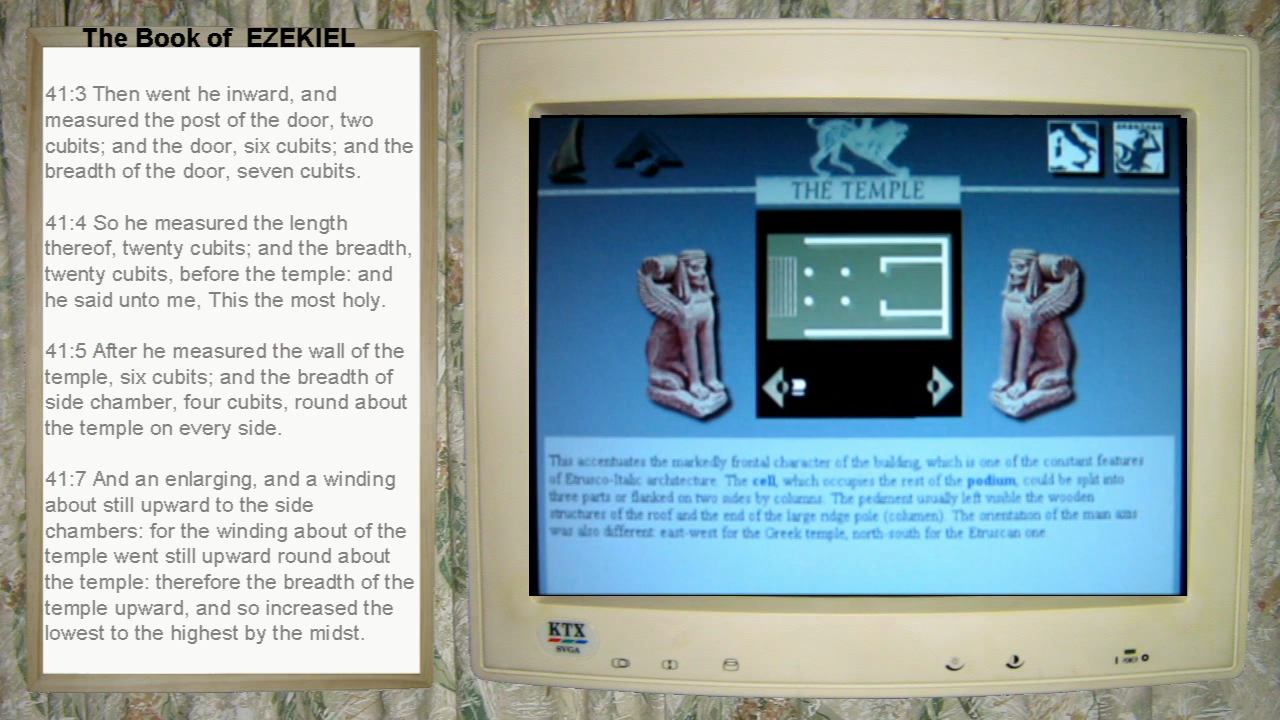 The Book of EZEKIEL
41:3 Then went he inward, and
measured the post of the door, two
cubits; and the door, six cubits; and the
breadth of the door, seven cubits.
41:4 So he measured the length
thereof, twenty cubits; and the breadth,
twenty cubits, before the temple: and
he said unto me, This the most holy.
41:5 After he measured the wall of the
temple, six cubits; and the breadth of
side chamber, four cubits, round about
the temple on every side.
41:7 And an enlarging, and a winding
about still upward to the side
chambers: for the winding about of the
temple went still upward round about
the temple: therefore the breadth of the
temple upward, and so increased the
lowest to the highest by the midst.
THE TEMPLE
This accentuates the markedly frontal character of the building, which is one of the constant features
of Etrusco-Italic architecture. The cell, which occupies the rest of the podium, could be split into
three parts or flanked on two sides by columns. The pediment usually left visible the wooden
structures of the roof and the end of the large ridge pole (columen). The orientation of the main axis
was also different: east-west for the Greek temple, north-south for the Etruscan one.
KTX
SVGA
POWER